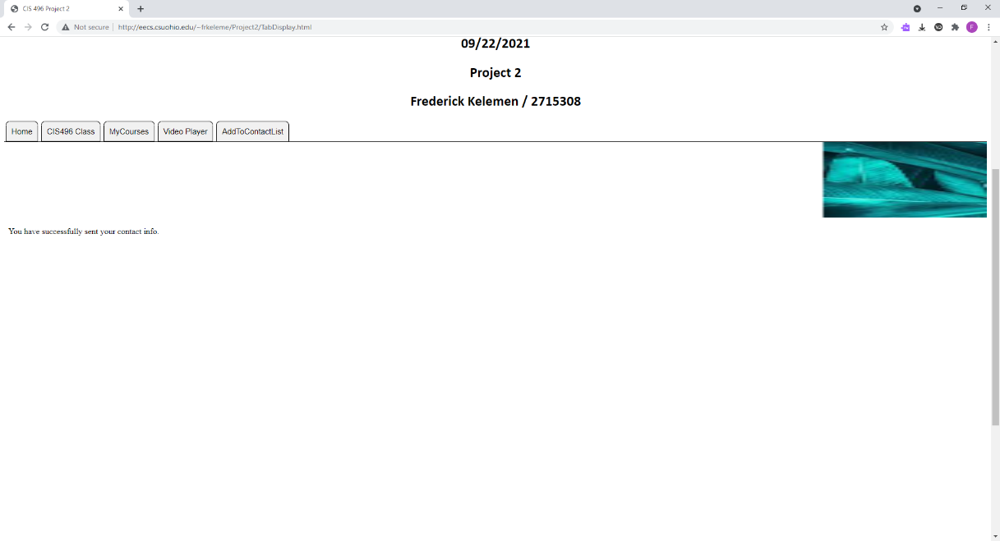 CIS 496 Project 2
Not secure
http://eecs.csuohio.edu/~frkeleme/Project2/TabDisplay.html
F
09/22/2021
Project 2
Frederick Kelemen / 2715308
Home CIS496 Class MyCourses Video Player AddToContactList
You have successfully sent your contact info.